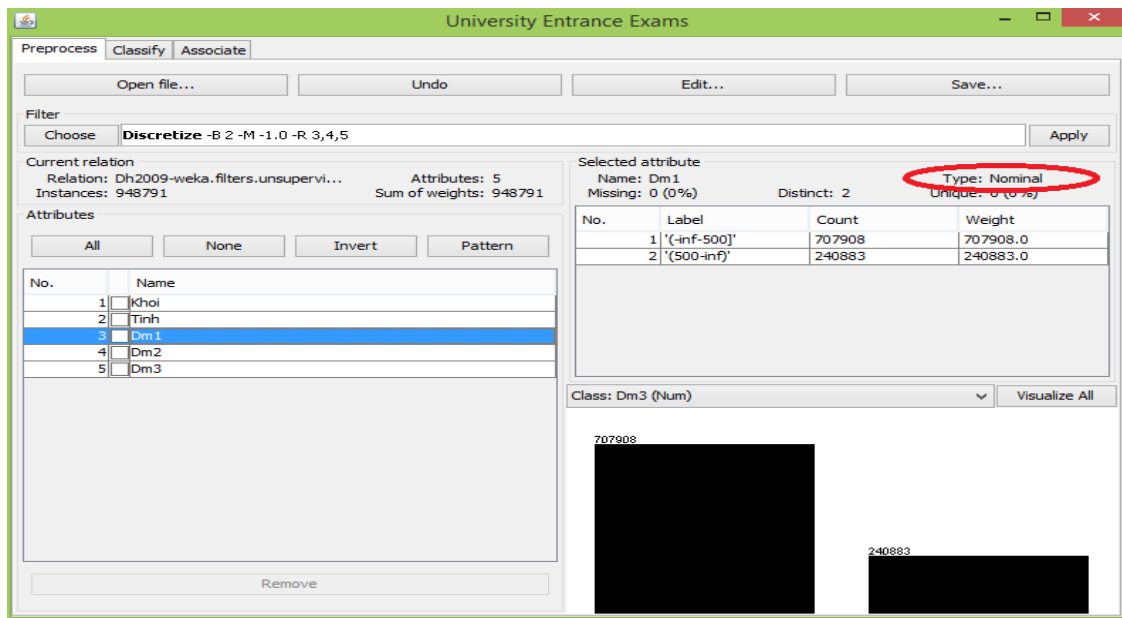 University Entrance Exams
Preprocess Classify Associate
Open file... Undo Edit... Save...
Filter
Choose Discretize -B 2 -M -1.0 -R 3,4,5 Apply
Current relation
Relation: Dh2009-weka.filters.unsupervi... Attributes: 5
Instances: 948791 Sum of weights: 948791
Selected attribute
Name: Dm1 Type: Nominal
Missing: 0 (0%) Distinct: 2 Unique: 0 (0%)
Attributes
All None Invert Pattern
No. Name
1 Khoi
2 Tinh
3 Dm1
4 Dm2
5 Dm3
Remove
No. Label Count Weight
1 '(-inf-500]' 707908 707908.0
2 '(500-inf)' 240883 240883.0
Class: Dm3 (Num) Visualize All
707908
240883